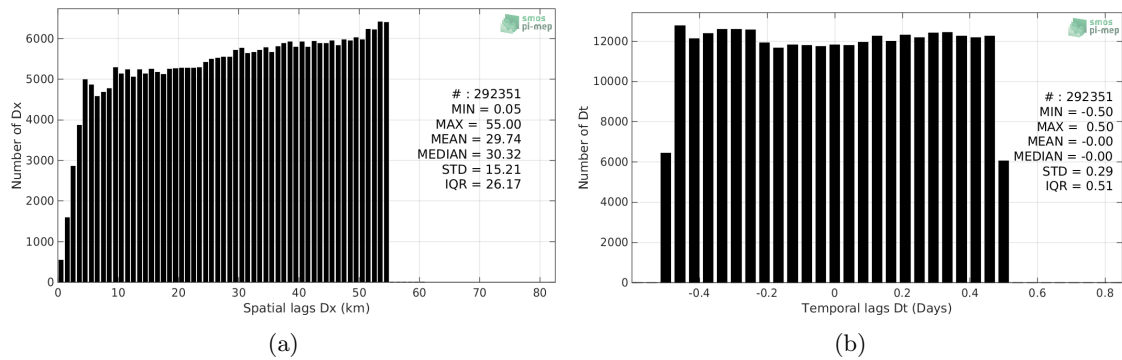 6000
5000
4000
3000
2000
1000
0
Number of Dx
0 10 20 30 40 50 60 70 80
Spatial lags Dx (km)
smos
pi-mep
# : 292351
MIN = 0.05
MAX = 55.00
MEAN = 29.74
MEDIAN = 30.32
STD = 15.21
IQR = 26.17
(a)
12000
10000
8000
6000
4000
2000
0
Number of Dt
-0.4 -0.2 0 0.2 0.4 0.6 0.8
Temporal lags Dt (Days)
smos
pi-mep
# : 292351
MIN = -0.50
MAX = 0.50
MEAN = -0.00
MEDIAN = -0.00
STD = 0.29
IQR = 0.51
(b)